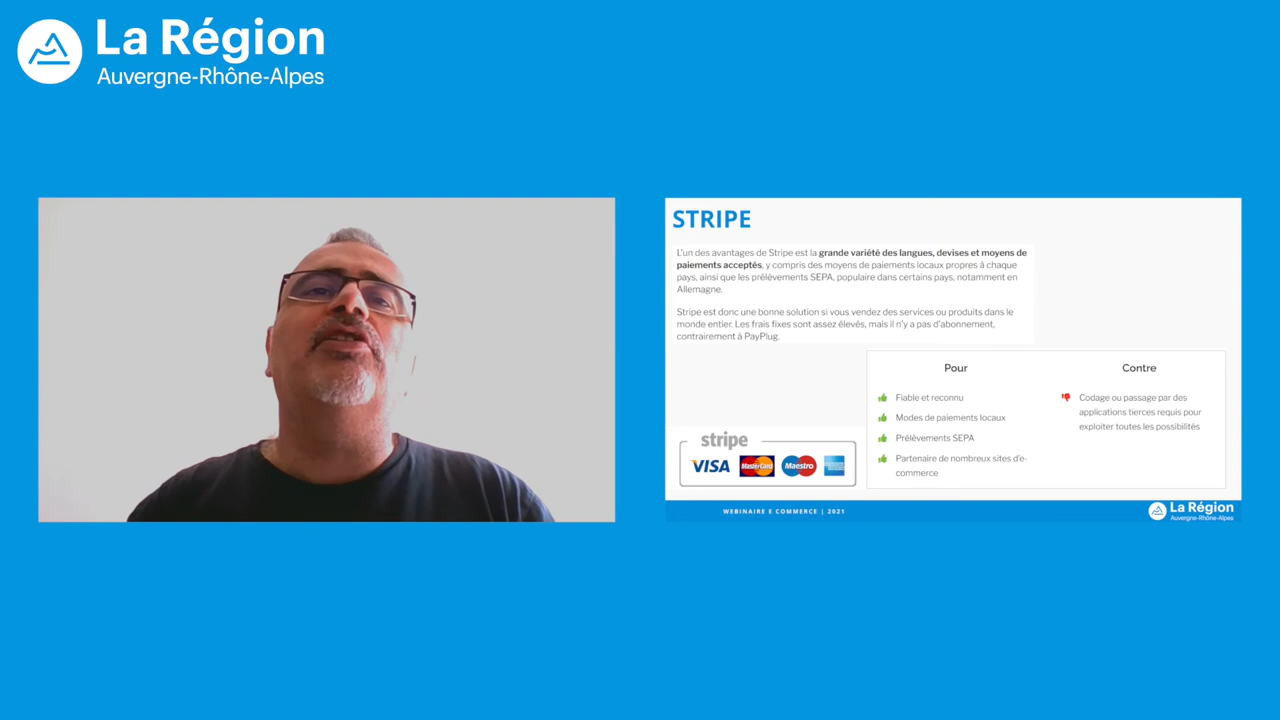 La Région
Auvergne-Rhône-Alpes
STRIPE
L'un des avantages de Stripe est la grande variété des langues, devises et moyens de
paiements acceptés, y compris des moyens de paiements locaux propres à chaque
pays, ainsi que les prélèvements SEPA, populaire dans certains pays, notamment en
Allemagne.
Stripe est donc une bonne solution si vous vendez des services ou produits dans le
monde entier. Les frais fixes sont assez élevés, mais il n'y a pas d'abonnement,
contrairement à PayPlug.
Pour
Fiable et reconnu
Modes de paiements locaux
Prélèvements SEPA
Partenaire de nombreux sites d'e-
commerce
Contre
Codage ou passage par des
applications tierces requis pour
exploiter toutes les possibilités
stripe
VISA MasterCard Maestro
WEBINAIRE E COMMERCE | 2021
La Région
Auvergne-Rhône-Alpes